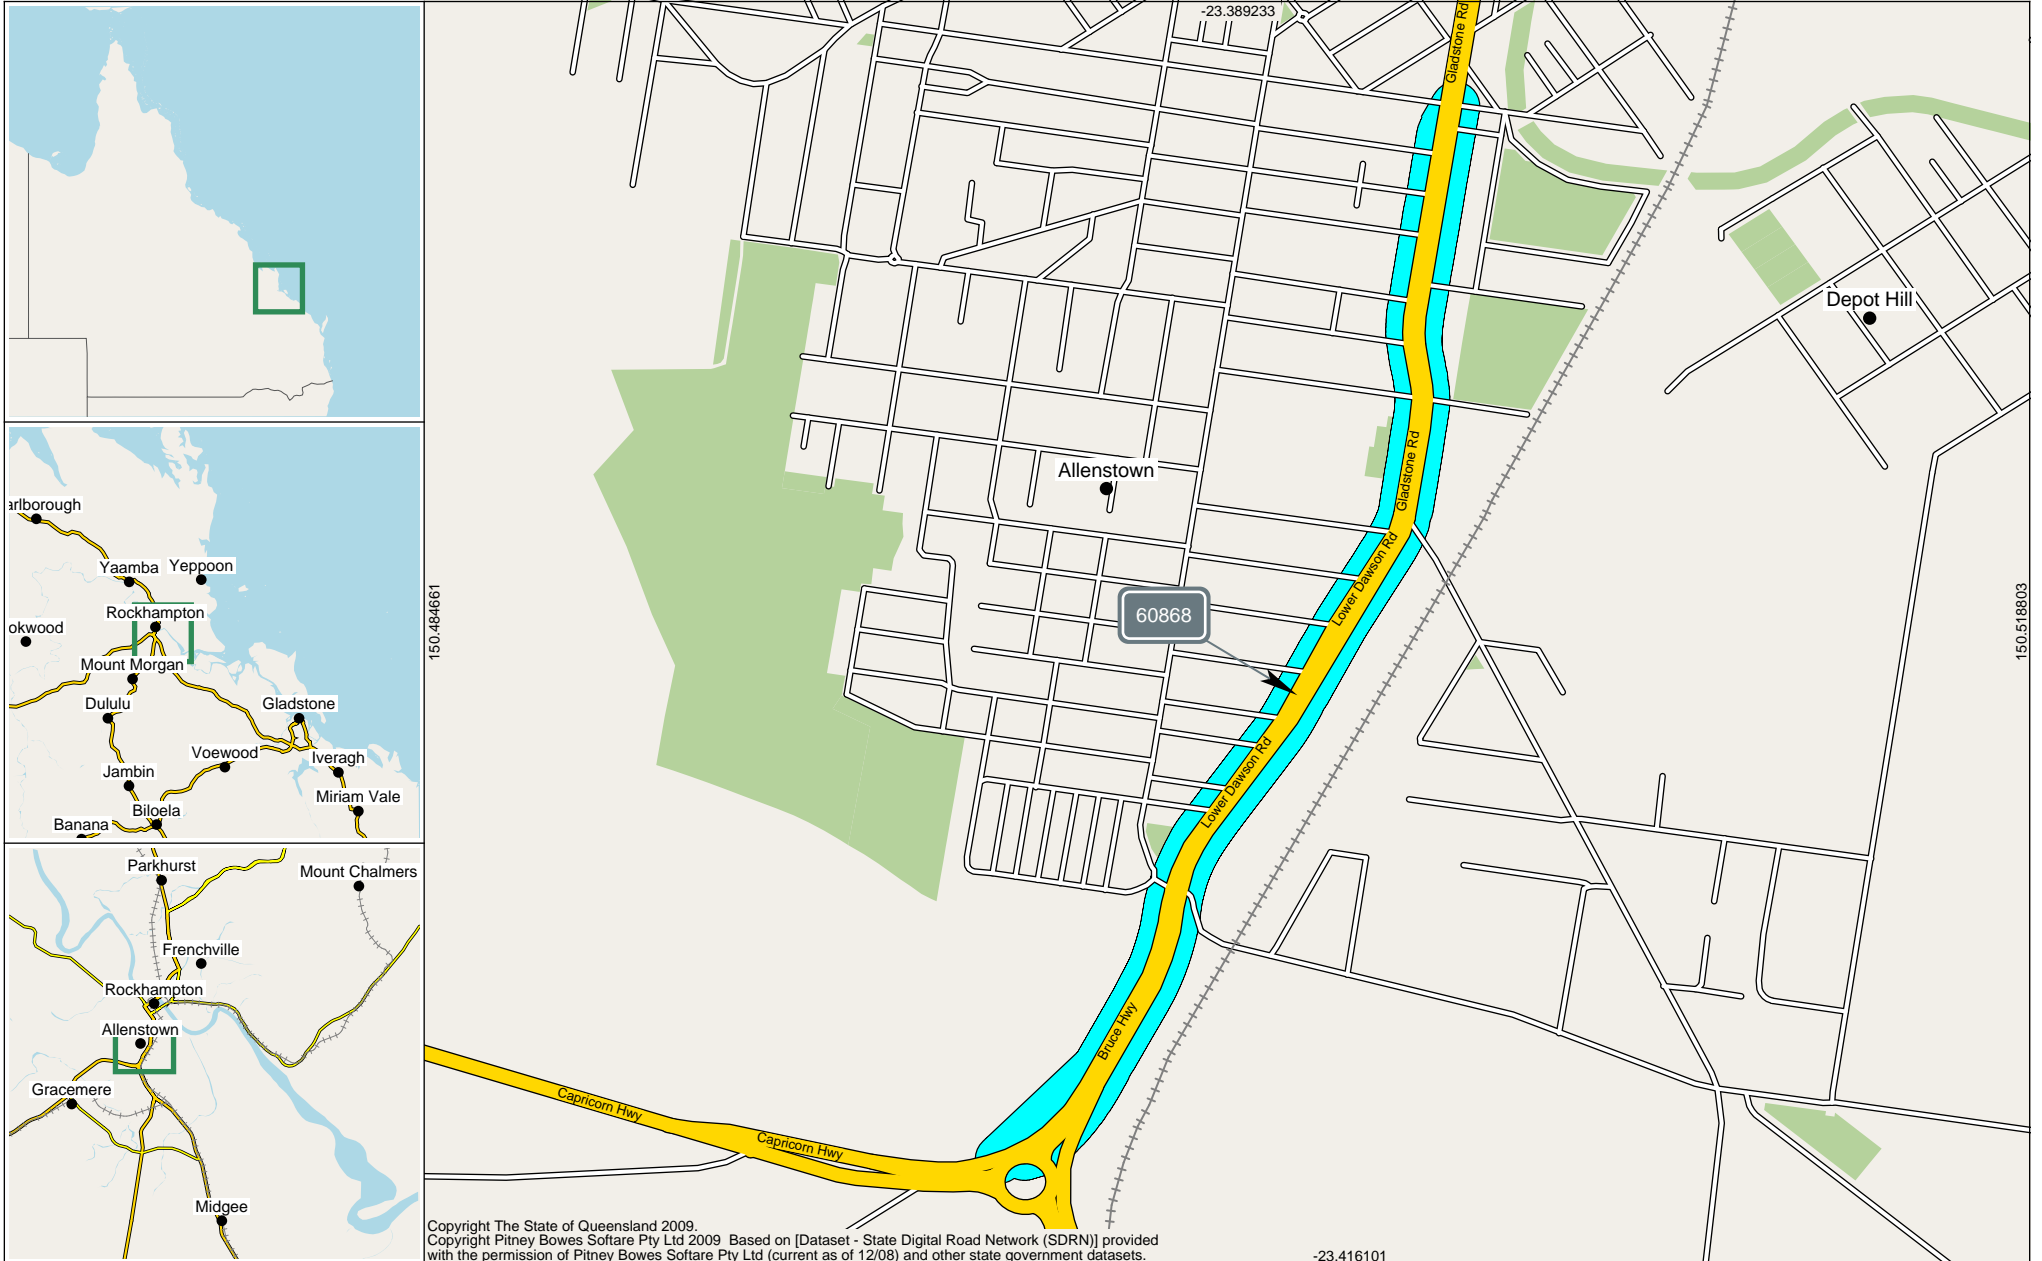 -23.389233
Gladstone Rd
Depot Hill
Gladstone Rd
Allenstown
Lower Dawson Rd
60868
150.484661
150.518803
Lower Dawson Rd
Bruce Hwy
Capricorn Hwy
Capricorn Hwy
arlborough
Yaamba
Yeppoon
Rockhampton
okwood
Mount Morgan
Dululu
Gladstone
Voewood
Iveragh
Jambin
Miriam Vale
Biloela
Banana
Parkhurst
Mount Chalmers
Frenchville
Rockhampton
Allenstown
Gracemere
Midgee
Copyright The State of Queensland 2009.
Copyright Pitney Bowes Softare Pty Ltd 2009 Based on [Dataset - State Digital Road Network (SDRN)] provided
with the permission of Pitney Bowes Softare Pty Ltd (current as of 12/08) and other state government datasets.
-23.416101